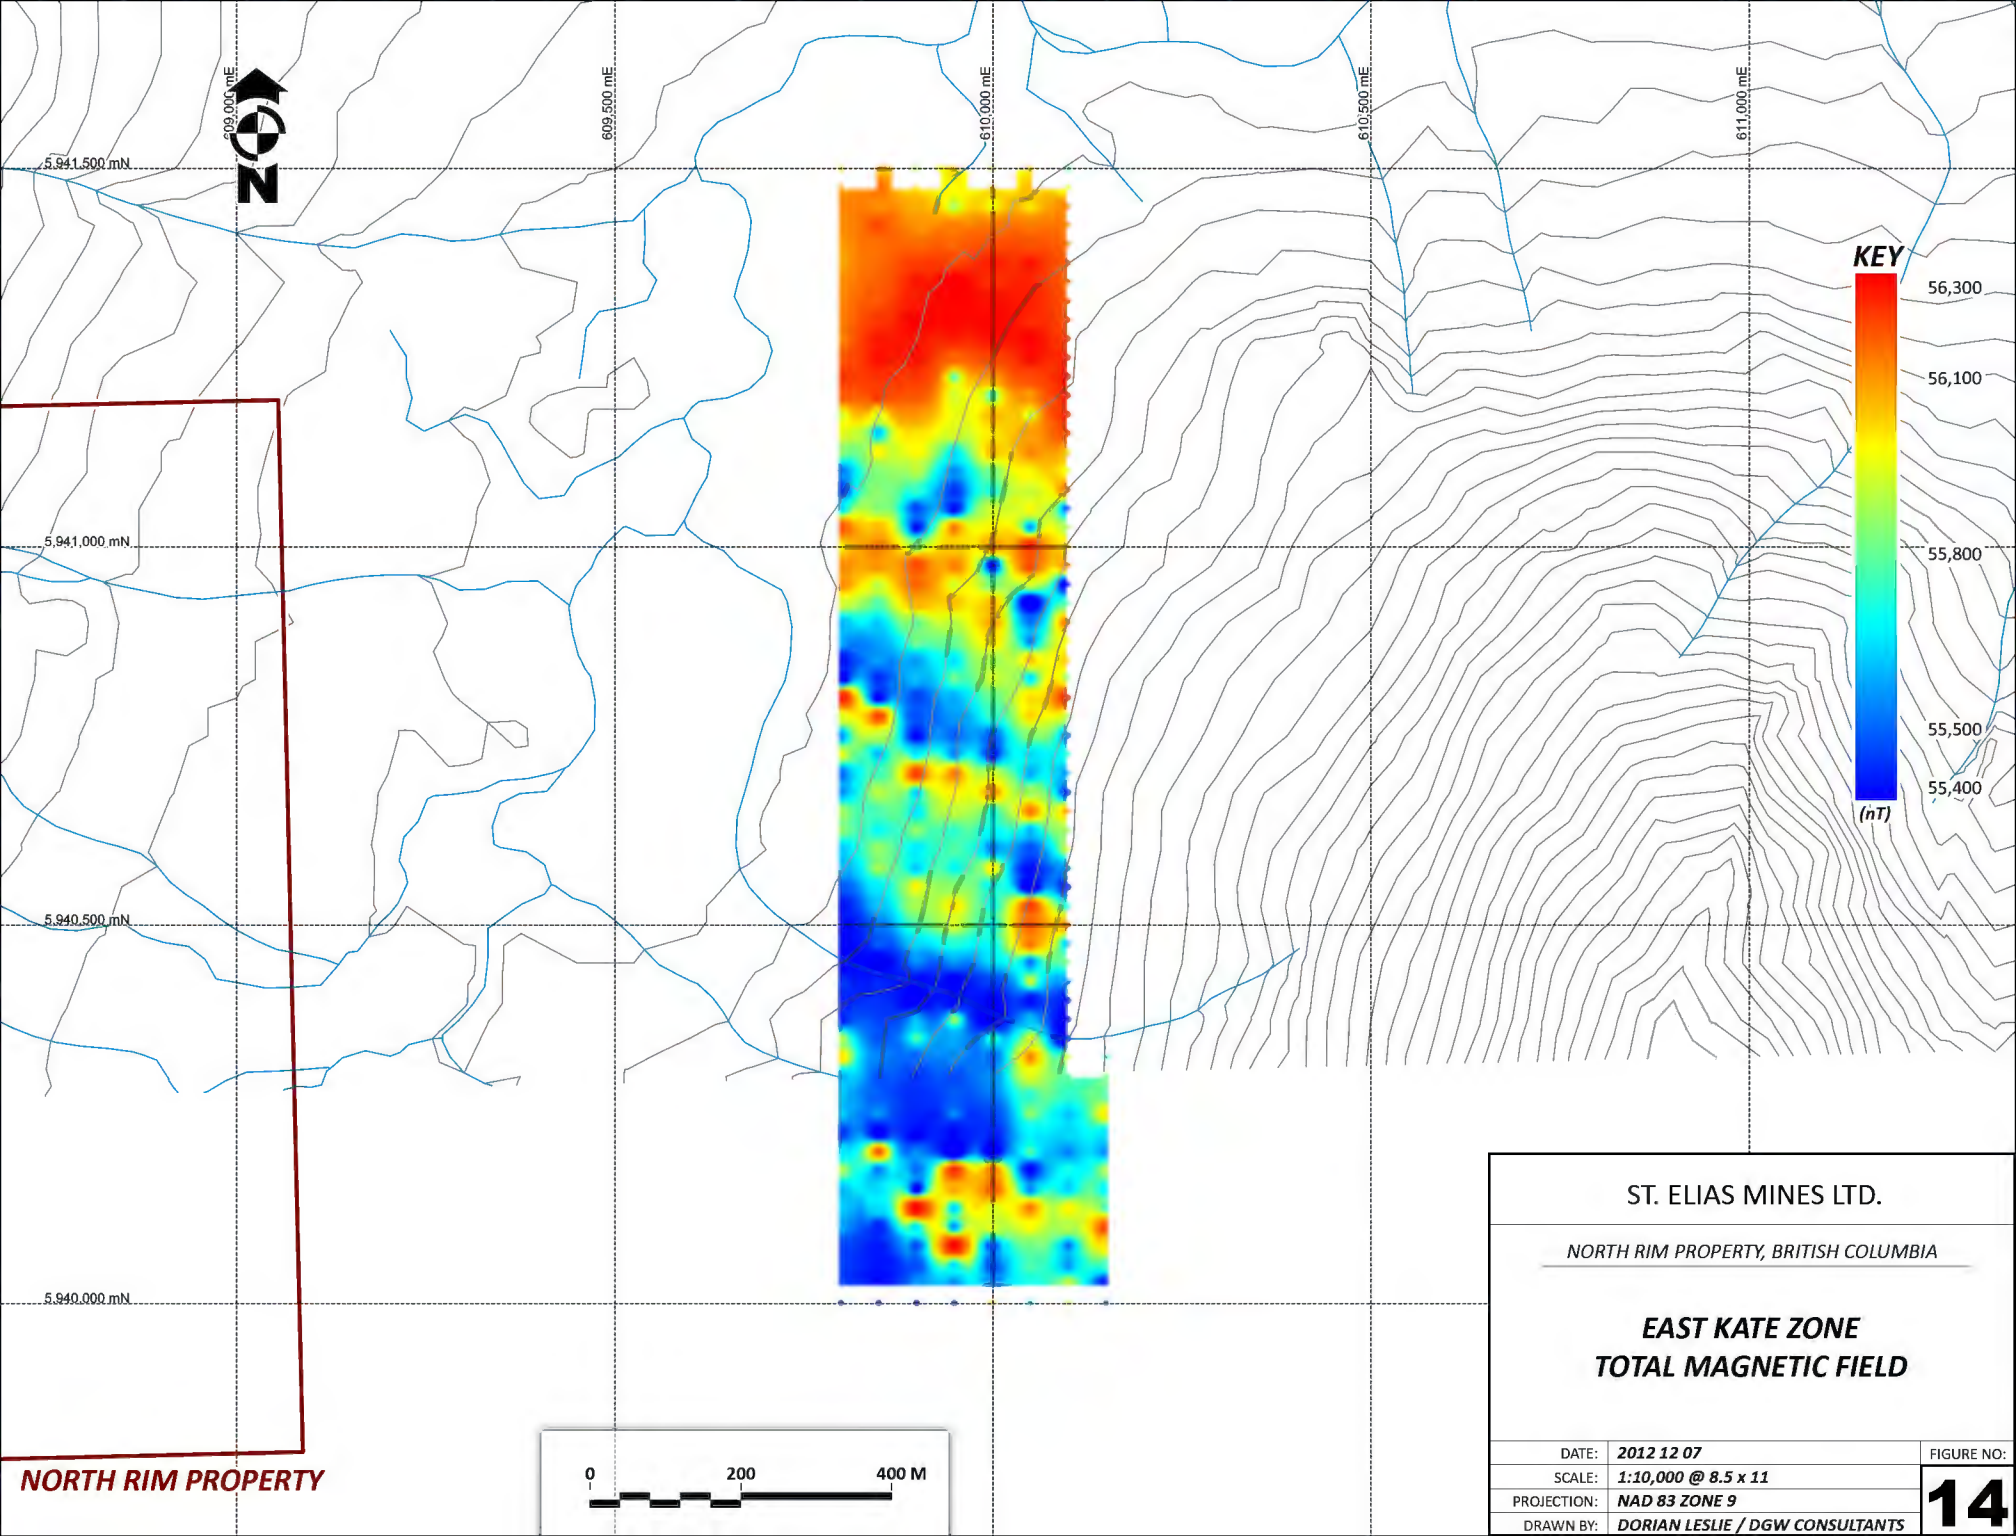 609,000 mE
609,500 mE
610,000 mE
610,500 mE
611,000 mE
N
5,941,500 mN
5,941,000 mN
5,940,500 mN
5,940,000 mN
KEY
56,300
56,100
55,800
55,500
55,400
(nT)
NORTH RIM PROPERTY
0 200 400 M
ST. ELIAS MINES LTD.
NORTH RIM PROPERTY, BRITISH COLUMBIA
EAST KATE ZONE
TOTAL MAGNETIC FIELD
DATE: 2012 12 07
SCALE: 1:10,000 @ 8.5 x 11
PROJECTION: NAD 83 ZONE 9
DRAWN BY: DORIAN LESLIE / DGW CONSULTANTS
FIGURE NO:
14